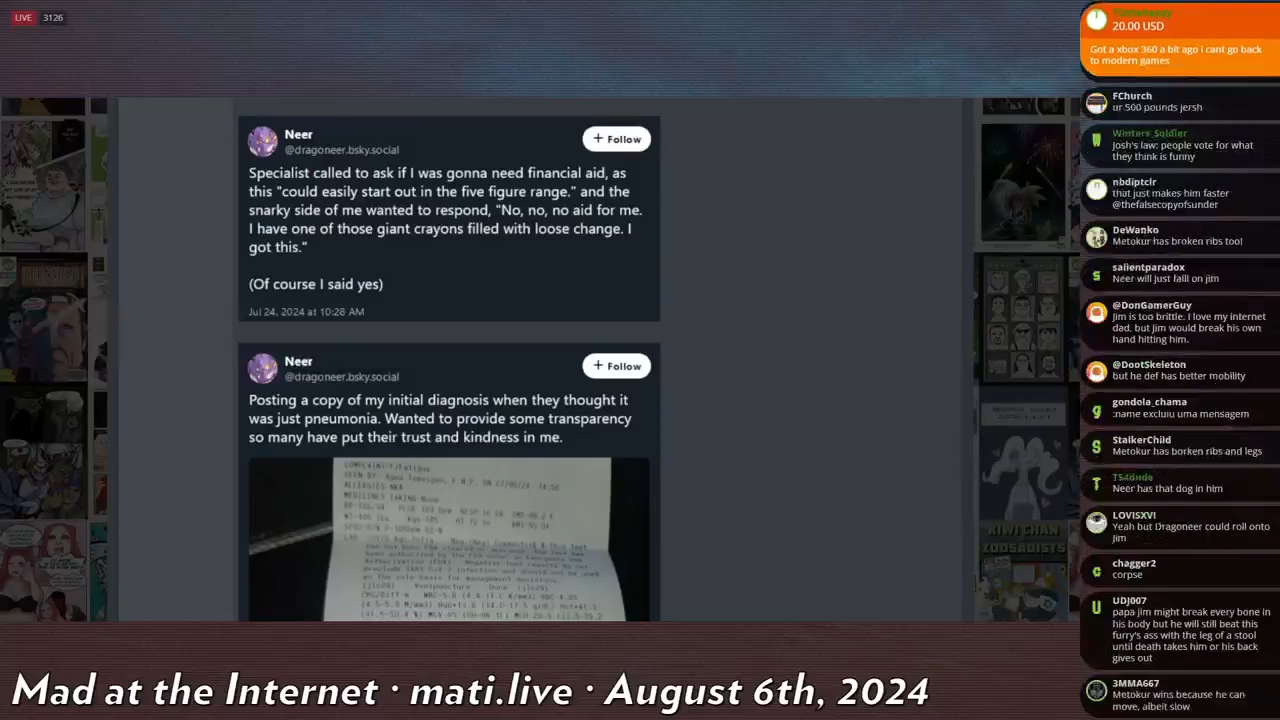 LIVE 3126
Neer
@dragoneer.bsky.social
+ Follow
Specialist called to ask if I was gonna need financial aid, as
this "could easily start out in the five figure range." and the
snarky side of me wanted to respond, "No, no, no aid for me.
I have one of those giant crayons filled with loose change. I
got this."
(Of course I said yes)
Jul 24, 2024 at 10:28 AM
Neer
@dragoneer.bsky.social
+ Follow
Posting a copy of my initial diagnosis when they thought it
was just pneumonia. Wanted to provide some transparency
so many have put their trust and kindness in me.
Mad at the Internet · mati.live · August 6th, 2024
20.00 USD
Got a xbox 360 a bit ago i cant go back
to modern games
FChurch
ur 500 pounds jersh
Winters_Soldier
Josh's law: people vote for what
they think is funny
nbdiptclr
that just makes him faster
@thefalsecopyofsunder
DeWanko
Metokur has broken ribs too!
salientparadox
Neer will just falll on jim
@DonGamerGuy
Jim is too brittle. I love my internet
dad, but Jim would break his own
hand hitting him.
@DootSkeleton
but he def has better mobility
gondola_chama
:name excluiu uma mensagem
StalkerChild
Metokur has borken ribs and legs
Neer has that dog in him
LOVISXVI
Yeah but Dragoneer could roll onto
Jim
chagger2
corpse
UDJ007
papa jim might break every bone in
his body but he will still beat this
furry's ass with the leg of a stool
until death takes him or his back
gives out
3MMA667
Metokur wins because he can
move, albeit slow